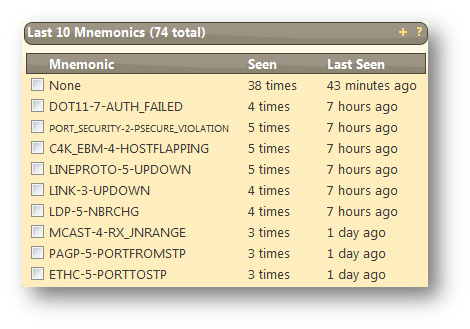 Last 10 Mnemonics (74 total) + ?
Mnemonic Seen Last Seen
None 38 times 43 minutes ago
DOT11-7-AUTH_FAILED 4 times 7 hours ago
PORT_SECURITY-2-PSECURE_VIOLATION 5 times 7 hours ago
C4K_EBM-4-HOSTFLAPPING 5 times 7 hours ago
LINEPROTO-5-UPDOWN 5 times 7 hours ago
LINK-3-UPDOWN 4 times 7 hours ago
LDP-5-NBRCHG 4 times 7 hours ago
MCAST-4-RX_JNRANGE 3 times 1 day ago
PAGP-5-PORTFROMSTP 3 times 1 day ago
ETHC-5-PORTTOSTP 3 times 1 day ago